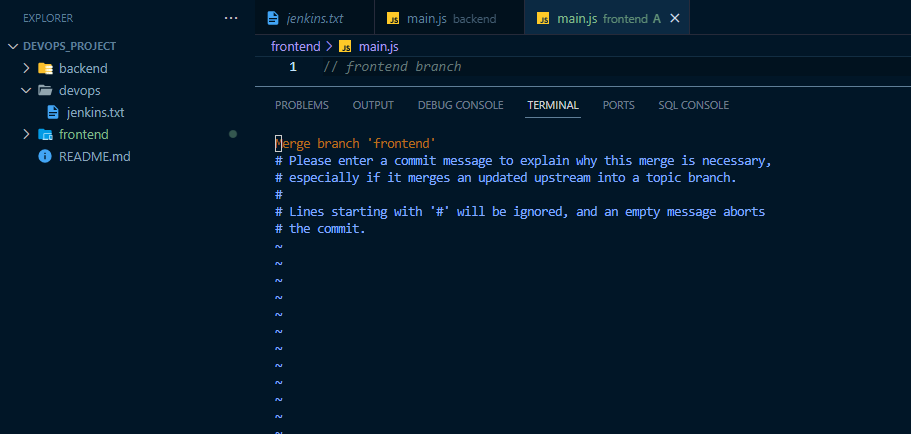 EXPLORER ...
DEVOPS_PROJECT
backend
devops
jenkins.txt
frontend
README.md
jenkins.txt
JS main.js backend
JS main.js frontend A
frontend > JS main.js
1 // frontend branch
PROBLEMS OUTPUT DEBUG CONSOLE TERMINAL PORTS SQL CONSOLE
Merge branch 'frontend'
# Please enter a commit message to explain why this merge is necessary,
# especially if it merges an updated upstream into a topic branch.
#
# Lines starting with '#' will be ignored, and an empty message aborts
# the commit.
~
~
~
~
~
~
~
~
~
~
~
~